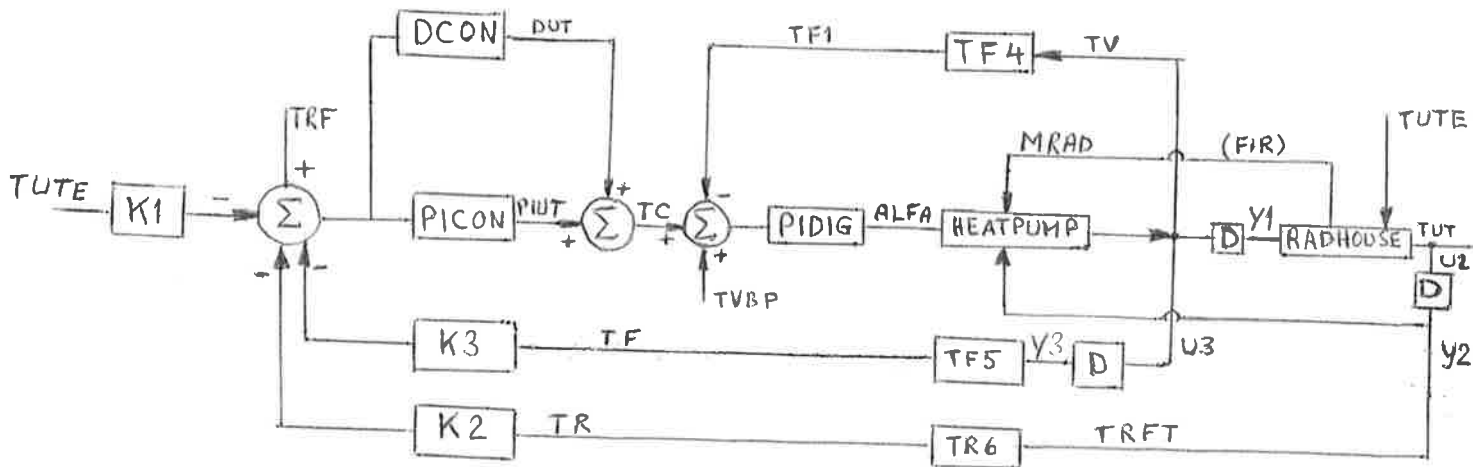 DCON
DUT
TF1
TF4
TV
TRF
TUTE
+
+
-
MRAD
(FIR)
TUTE
K1
-
Σ
PICON
PIUT
+
Σ
TC
+
Σ
PIDIG
ALFA
HEATPUMP
D
Y1
RADHOUSE
TUT
U2
-
-
+
TVBP
D
K3
TF
TF5
Y3
D
U3
Y2
K2
TR
TR6
TRFT